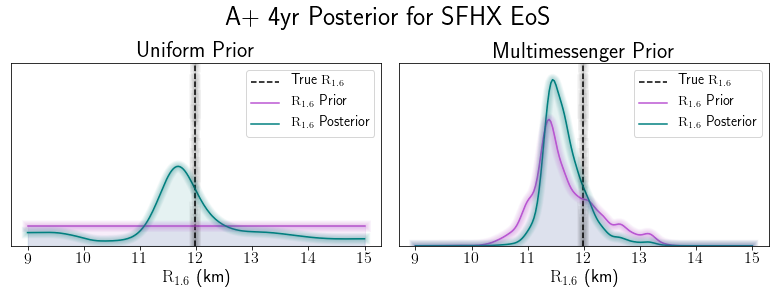 A+ 4yr Posterior for SFHX EoS
Uniform Prior
True R1.6
R1.6 Prior
R1.6 Posterior
9 10 11 12 13 14 15
R1.6 (km)
Multimessenger Prior
True R1.6
R1.6 Prior
R1.6 Posterior
9 10 11 12 13 14 15
R1.6 (km)